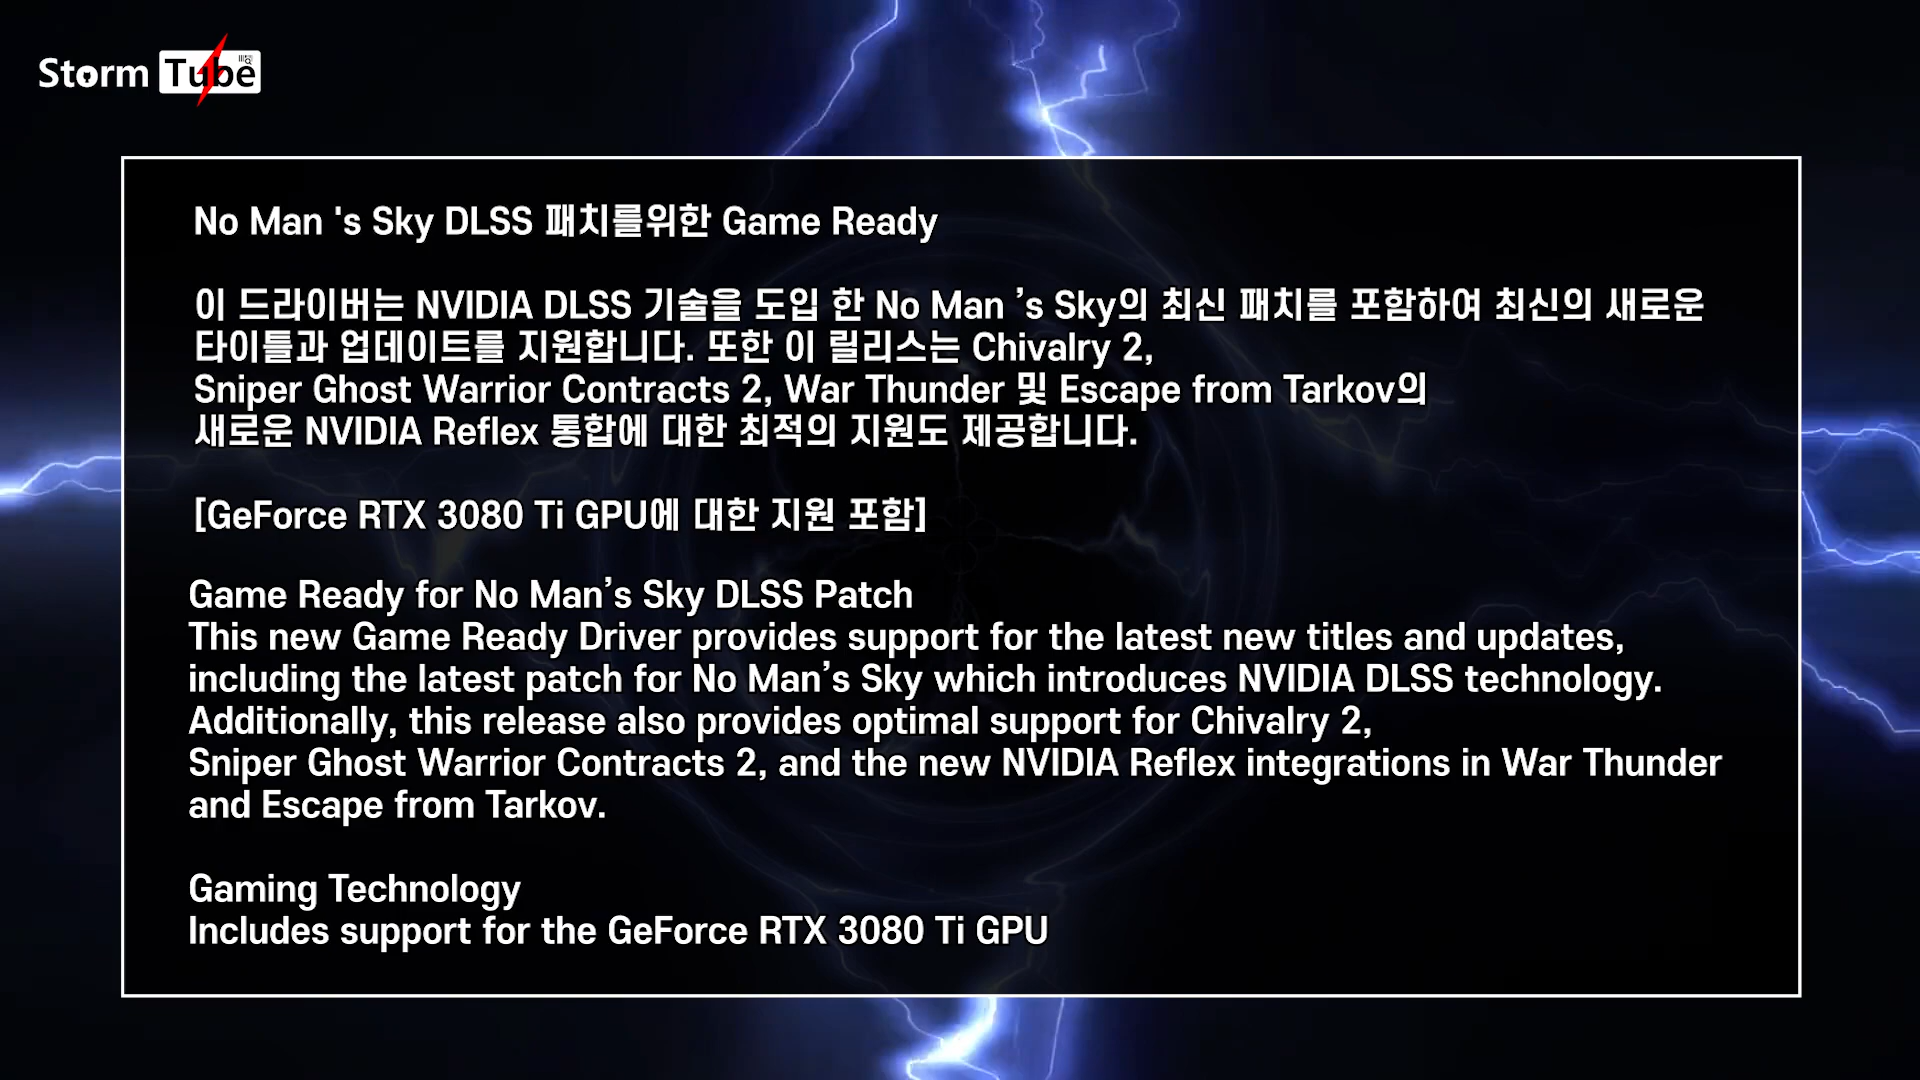 Storm Tube
No Man 's Sky DLSS 패치를위한 Game Ready
이 드라이버는 NVIDIA DLSS 기술을 도입 한 No Man ’s Sky의 최신 패치를 포함하여 최신의 새로운
타이틀과 업데이트를 지원합니다. 또한 이 릴리스는 Chivalry 2,
Sniper Ghost Warrior Contracts 2, War Thunder 및 Escape from Tarkov의
새로운 NVIDIA Reflex 통합에 대한 최적의 지원도 제공합니다.
[GeForce RTX 3080 Ti GPU에 대한 지원 포함]
Game Ready for No Man’s Sky DLSS Patch
This new Game Ready Driver provides support for the latest new titles and updates,
including the latest patch for No Man’s Sky which introduces NVIDIA DLSS technology.
Additionally, this release also provides optimal support for Chivalry 2,
Sniper Ghost Warrior Contracts 2, and the new NVIDIA Reflex integrations in War Thunder
and Escape from Tarkov.
Gaming Technology
Includes support for the GeForce RTX 3080 Ti GPU